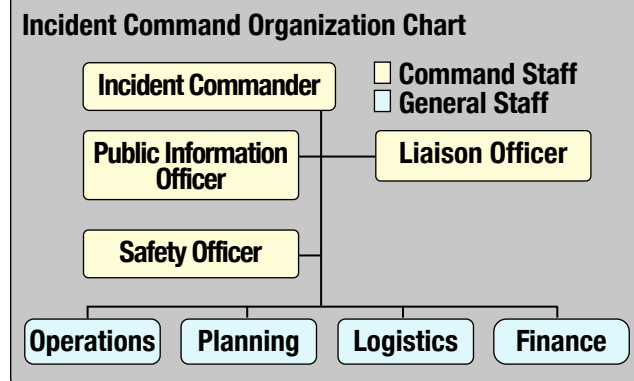 Incident Command Organization Chart
Incident Commander
Command Staff
General Staff
Public Information
Officer
Liaison Officer
Safety Officer
Operations
Planning
Logistics
Finance